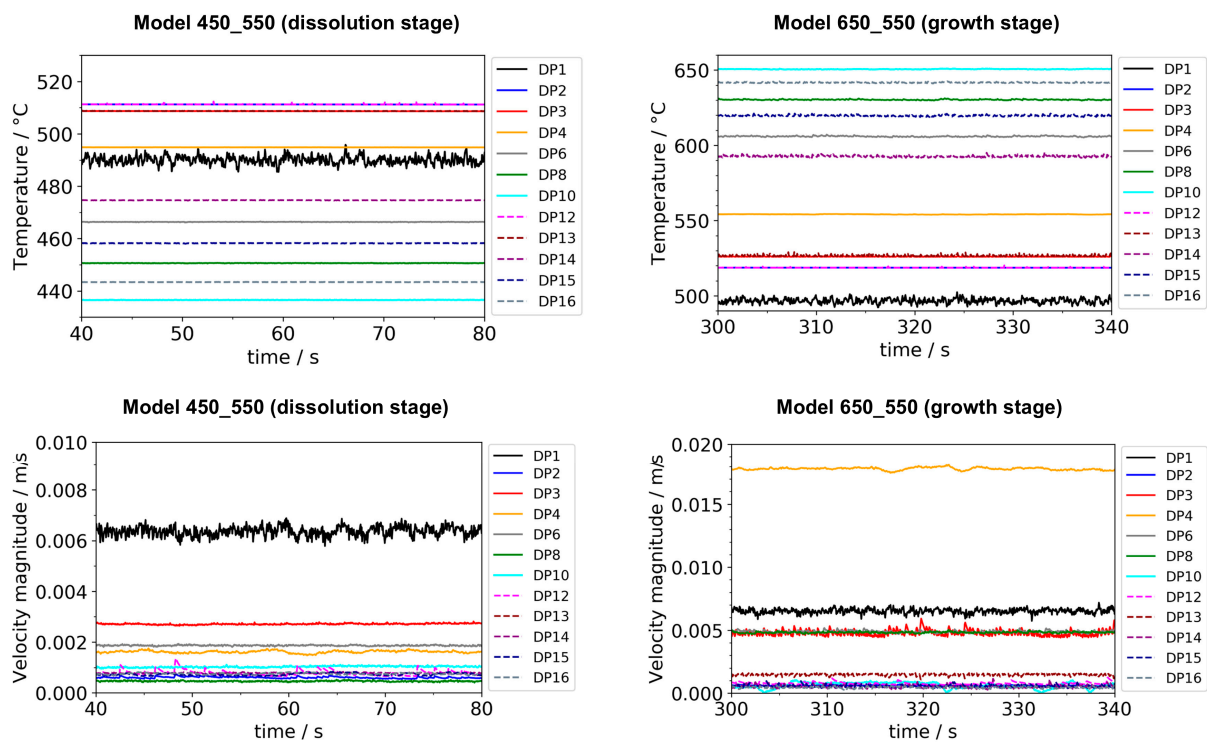 Model 450_550 (dissolution stage)
Temperature / °C
520
500
480
460
440
40
50
60
70
80
time / s
DP1
DP2
DP3
DP4
DP6
DP8
DP10
DP12
DP13
DP14
DP15
DP16
Model 650_550 (growth stage)
Temperature / °C
650
600
550
500
300
310
320
330
340
time / s
DP1
DP2
DP3
DP4
DP6
DP8
DP10
DP12
DP13
DP14
DP15
DP16
Model 450_550 (dissolution stage)
Velocity magnitude / m/s
0.010
0.008
0.006
0.004
0.002
0.000
40
50
60
70
80
time / s
DP1
DP2
DP3
DP4
DP6
DP8
DP10
DP12
DP13
DP14
DP15
DP16
Model 650_550 (growth stage)
Velocity magnitude / m/s
0.020
0.015
0.010
0.005
0.000
300
310
320
330
340
time / s
DP1
DP2
DP3
DP4
DP6
DP8
DP10
DP12
DP13
DP14
DP15
DP16